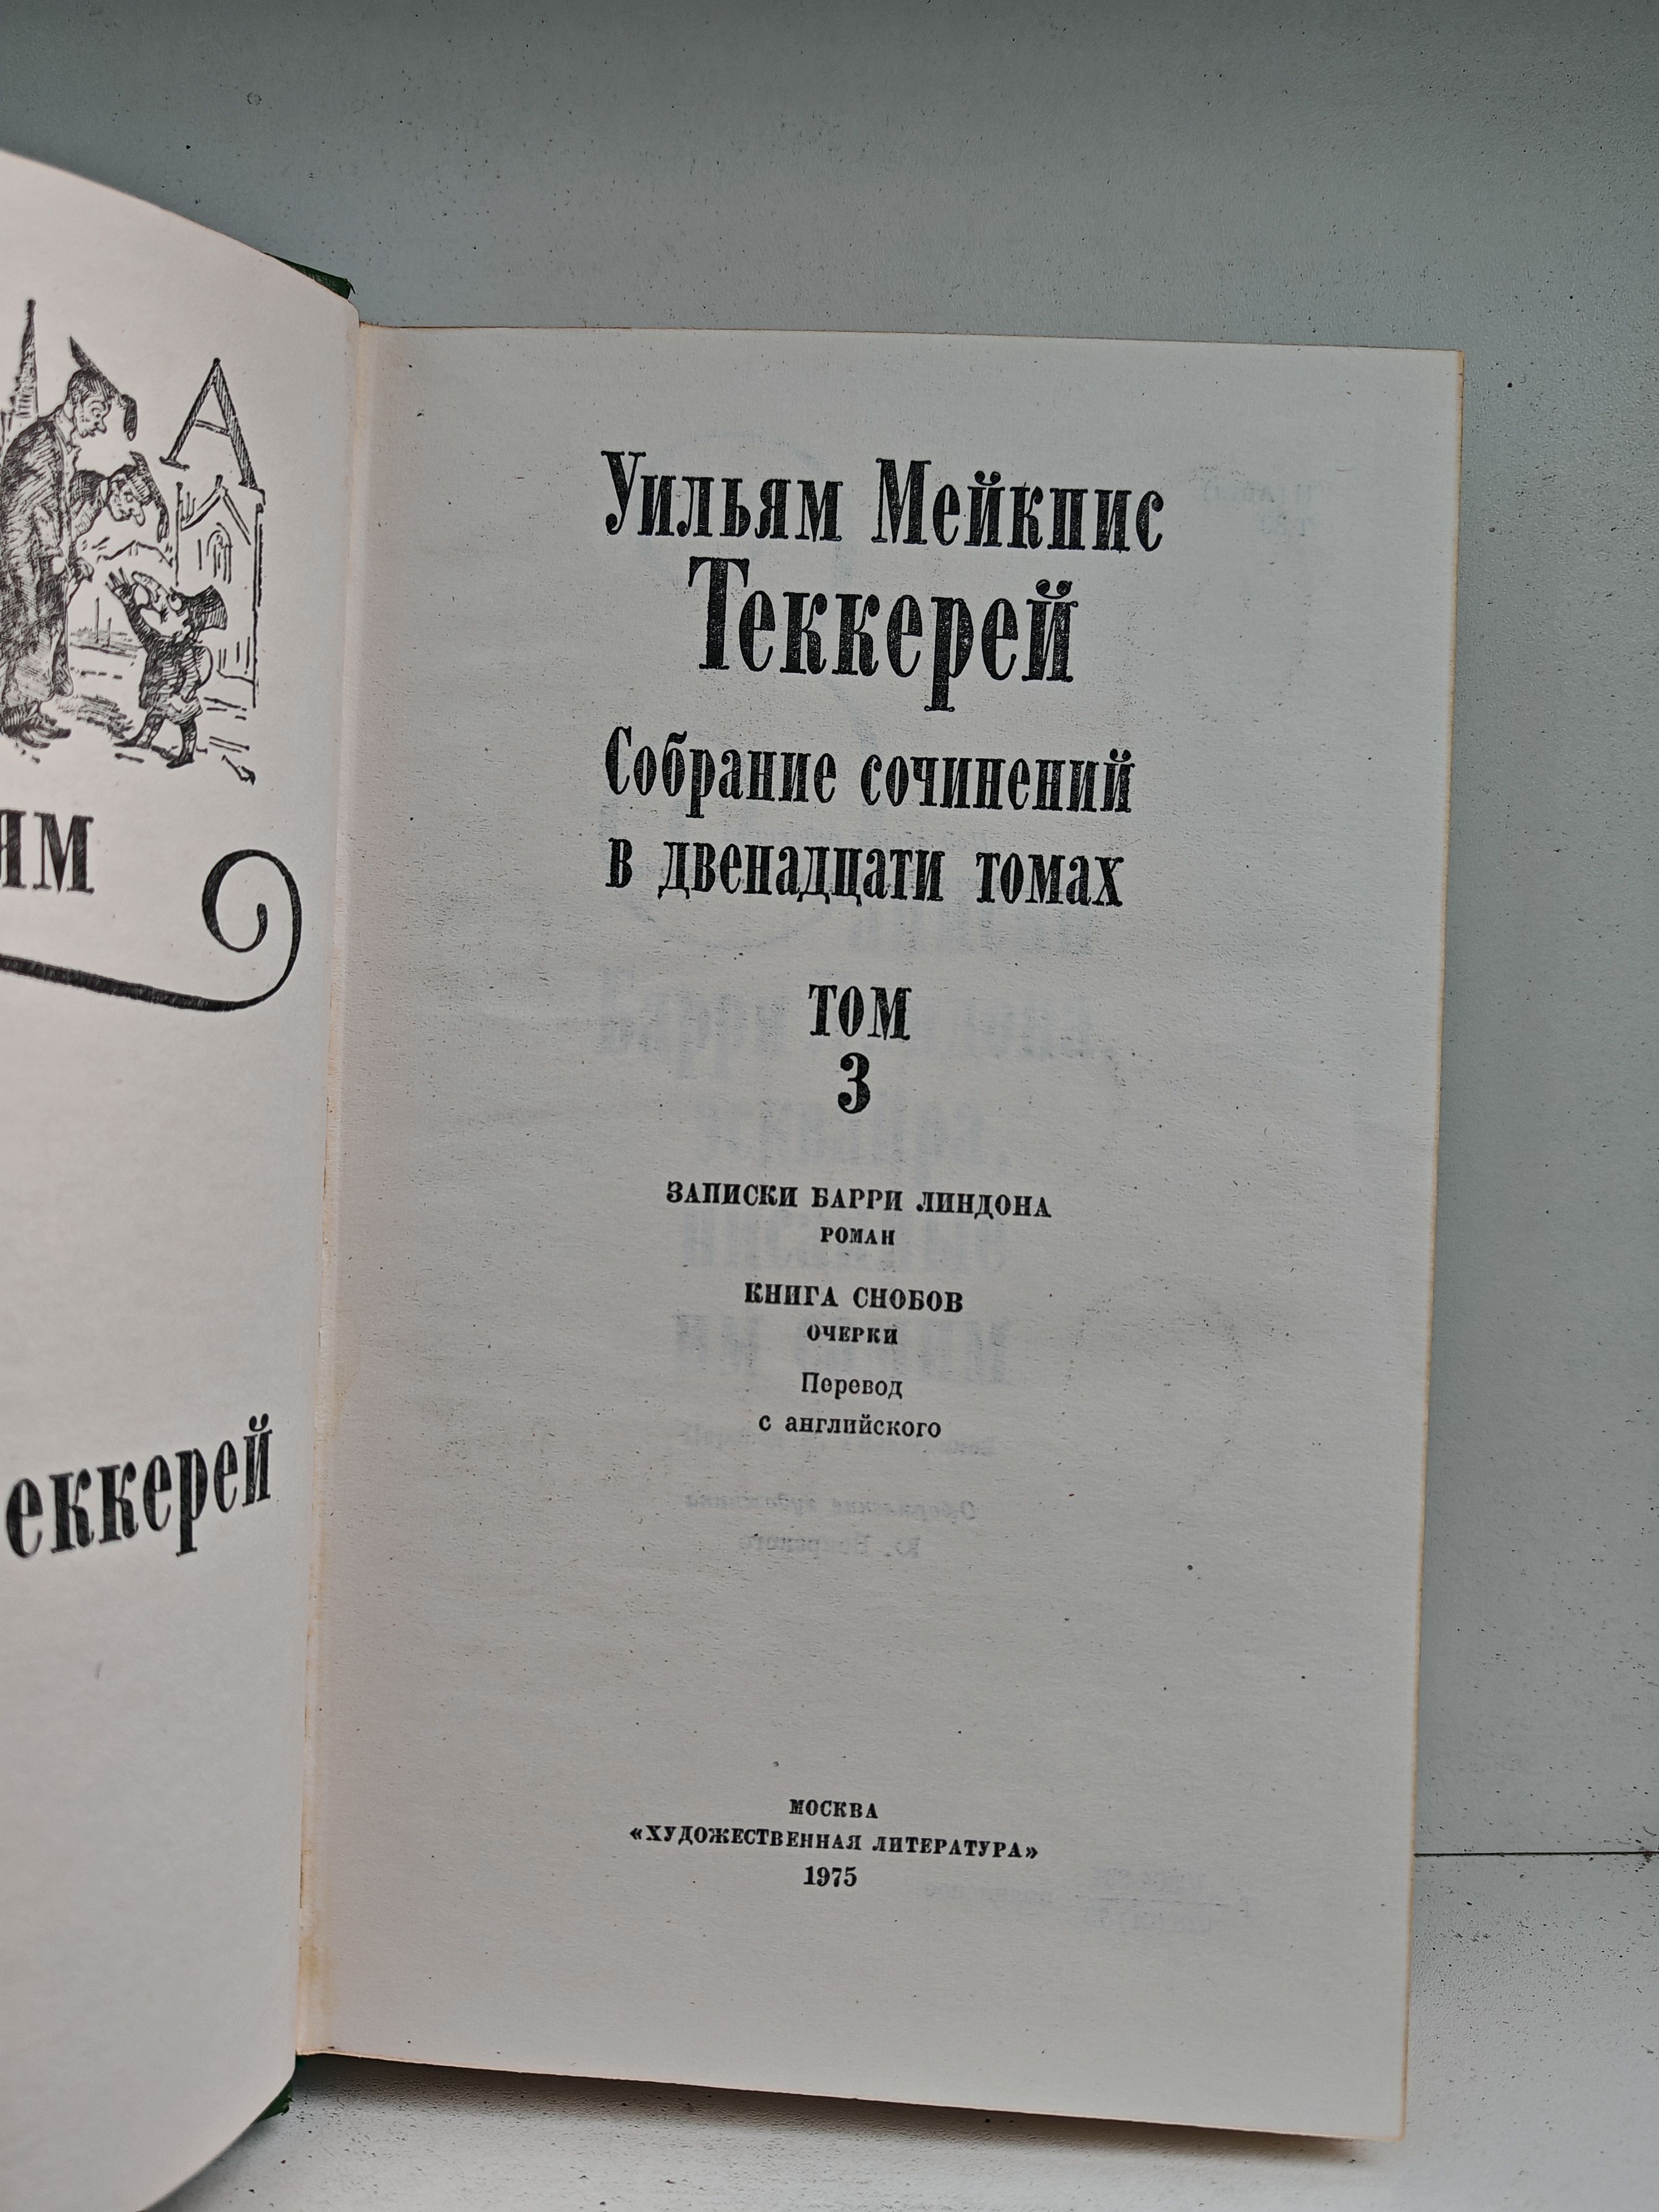 А
ям
еккерей
Уильям Мейкпис
Теккерей
Собрание сочинений
в двенадцати томах
ТОМ
3
ЗАПИСКИ БАРРИ ЛИНДОНА
РОМАН
КНИГА СНОБОВ
ОЧЕРКИ
Перевод
с английского
МОСКВА
«ХУДОЖЕСТВЕННАЯ ЛИТЕРАТУРА»
1975